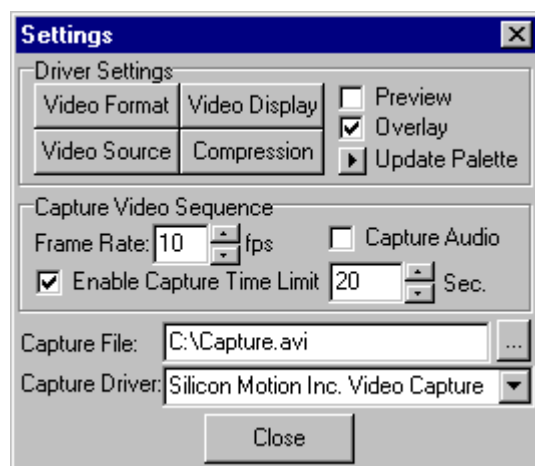 Settings
Driver Settings
Video Format Video Display Preview
Overlay
Video Source Compression Update Palette
Capture Video Sequence
Frame Rate: 10 fps Capture Audio
Enable Capture Time Limit 20 Sec.
Capture File: C:\Capture.avi ...
Capture Driver: Silicon Motion Inc. Video Capture
Close